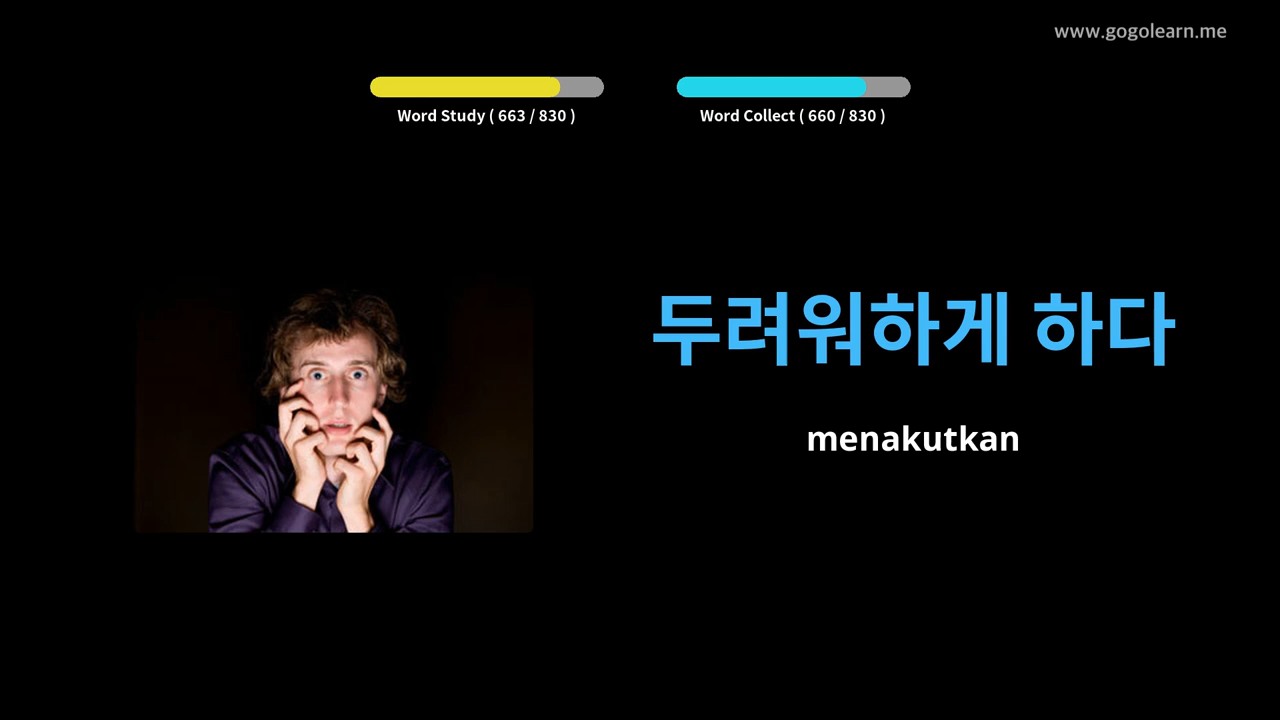 www.gogolearn.me
Word Study ( 663 / 830 )
Word Collect ( 660 / 830 )
두려워하게 하다
menakutkan